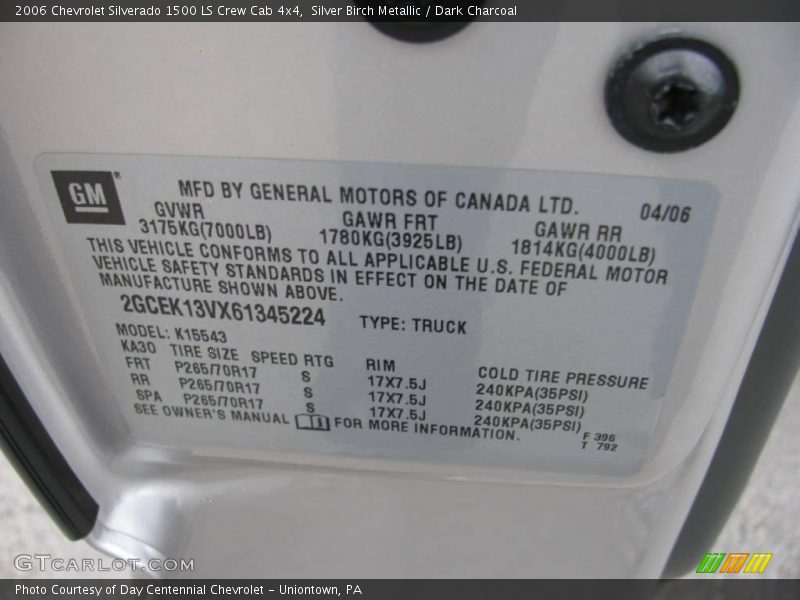 2006 Chevrolet Silverado 1500 LS Crew Cab 4x4,  Silver Birch Metallic / Dark Charcoal
GM®
MFD BY GENERAL MOTORS OF CANADA LTD. 04/06
GVWR GAWR FRT GAWR RR
3175KG(7000LB) 1780KG(3925LB) 1814KG(4000LB)
THIS VEHICLE CONFORMS TO ALL APPLICABLE U.S. FEDERAL MOTOR
VEHICLE SAFETY STANDARDS IN EFFECT ON THE DATE OF
MANUFACTURE SHOWN ABOVE.
2GCEK13VX61345224 TYPE: TRUCK
MODEL: K15543
KA30 TIRE SIZE SPEED RTG RIM COLD TIRE PRESSURE
FRT P265/70R17 S 17X7.5J 240KPA(35PSI)
RR P265/70R17 S 17X7.5J 240KPA(35PSI)
SPA P265/70R17 S 17X7.5J 240KPA(35PSI)
SEE OWNER'S MANUAL FOR MORE INFORMATION.
F 396
T 792
GTCARLOT.COM
Photo Courtesy of Day Centennial Chevrolet - Uniontown, PA